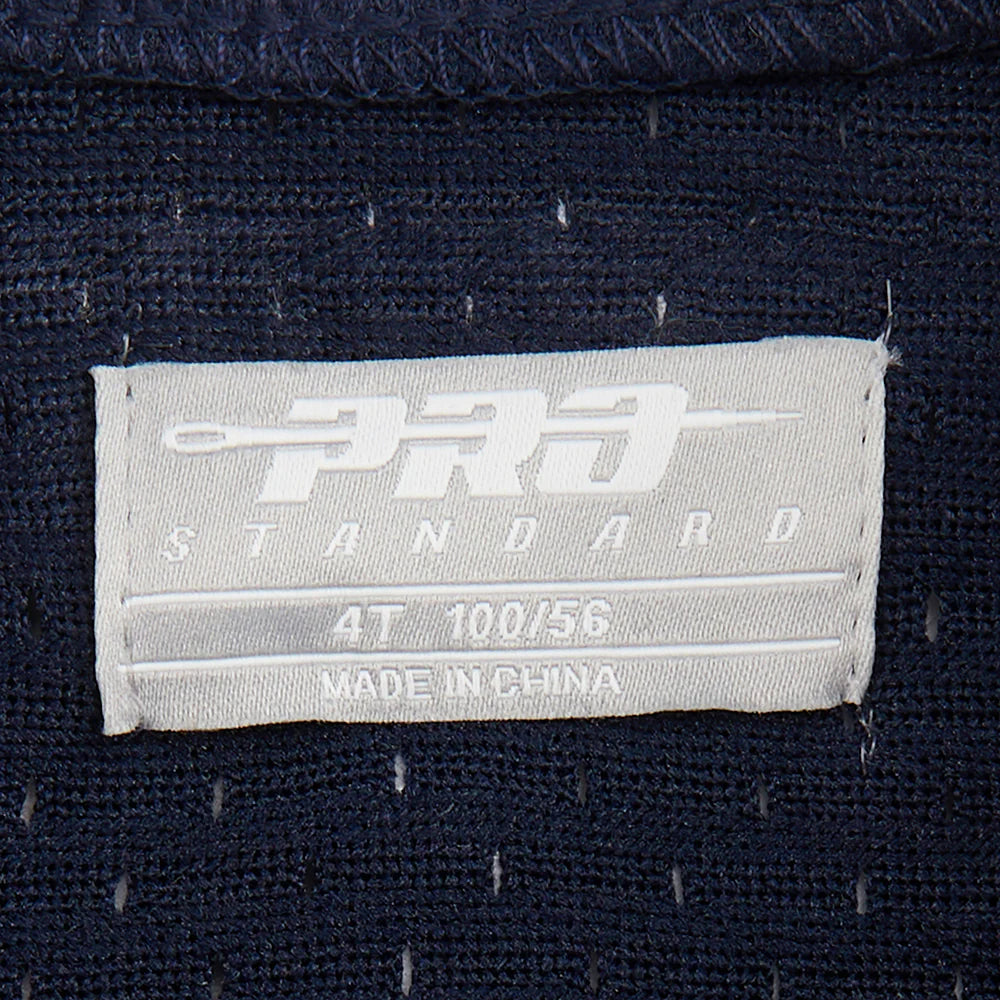 PRO
STANDARD
4T 100/56
MADE IN CHINA